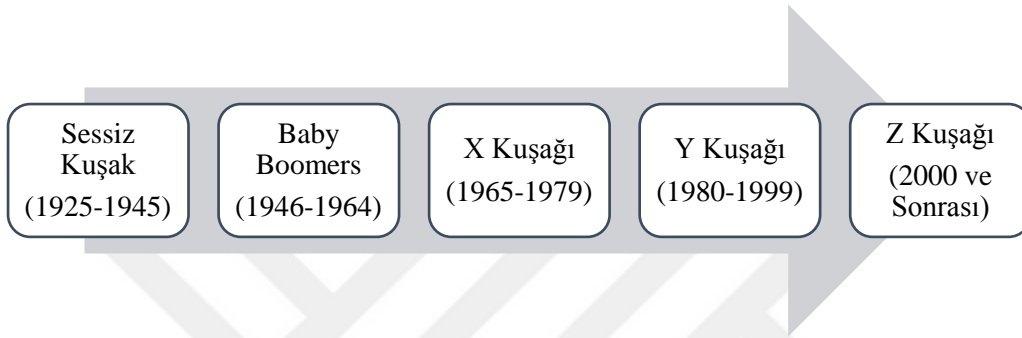 Sessiz
Kuşak
(1925-1945)
Baby
Boomers
(1946-1964)
X Kuşağı
(1965-1979)
Y Kuşağı
(1980-1999)
Z Kuşağı
(2000 ve
Sonrası)